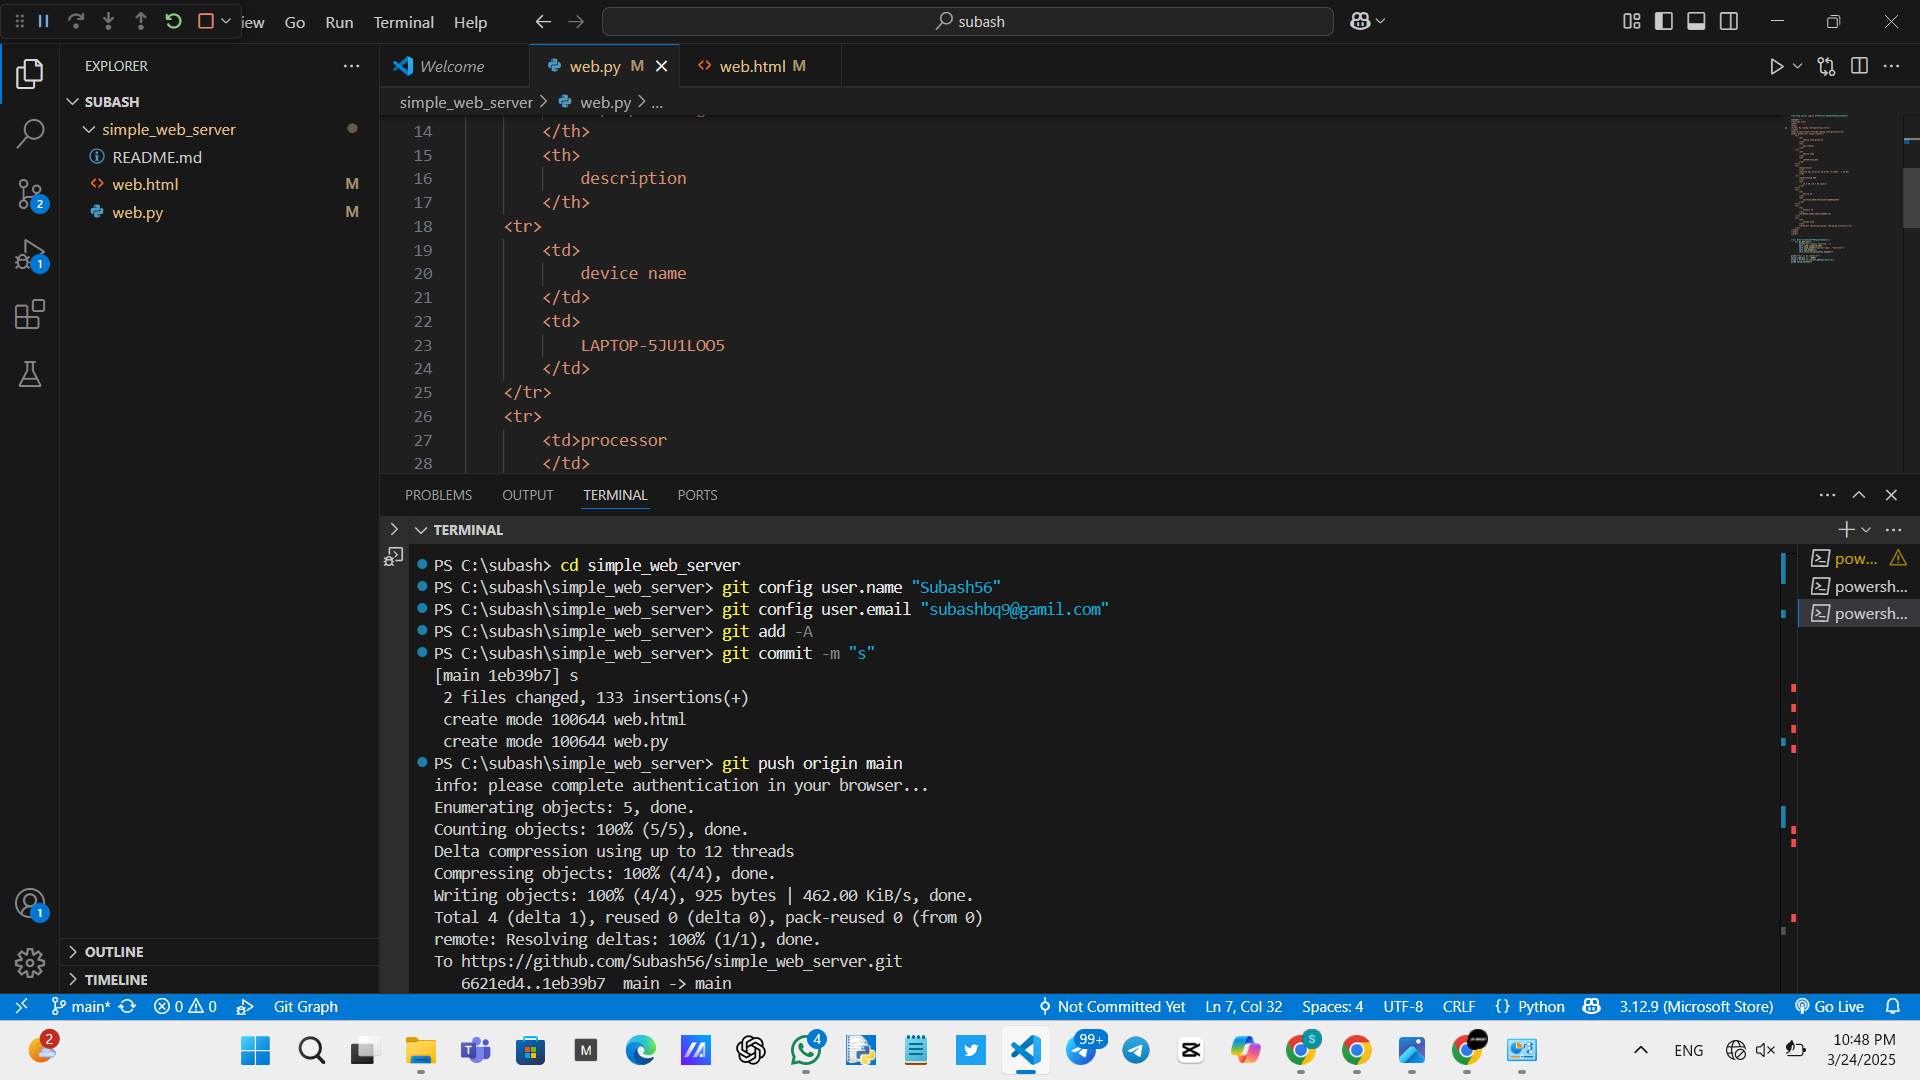 iew Go Run Terminal Help
subash
EXPLORER
SUBASH
simple_web_server
README.md
web.html M
web.py M
OUTLINE
TIMELINE
2
1
1
Welcome
web.py M
web.html M
simple_web_server > web.py > ...
14 </th>
15 <th>
16 description
17 </th>
18 <tr>
19 <td>
20 device name
21 </td>
22 <td>
23 LAPTOP-5JU1LOO5
24 </td>
25 </tr>
26 <tr>
27 <td>processor
28 </td>
PROBLEMS OUTPUT TERMINAL PORTS
TERMINAL
PS C:\subash> cd simple_web_server
PS C:\subash\simple_web_server> git config user.name "Subash56"
PS C:\subash\simple_web_server> git config user.email "subashbq9@gamil.com"
PS C:\subash\simple_web_server> git add -A
PS C:\subash\simple_web_server> git commit -m "s"
[main 1eb39b7] s
2 files changed, 133 insertions(+)
create mode 100644 web.html
create mode 100644 web.py
PS C:\subash\simple_web_server> git push origin main
info: please complete authentication in your browser...
Enumerating objects: 5, done.
Counting objects: 100% (5/5), done.
Delta compression using up to 12 threads
Compressing objects: 100% (4/4), done.
Writing objects: 100% (4/4), 925 bytes | 462.00 KiB/s, done.
Total 4 (delta 1), reused 0 (delta 0), pack-reused 0 (from 0)
remote: Resolving deltas: 100% (1/1), done.
To https://github.com/Subash56/simple_web_server.git
6621ed4..1eb39b7 main -> main
pow...
powersh...
powersh...
main* 0 0 Git Graph
Not Committed Yet Ln 7, Col 32 Spaces: 4 UTF-8 CRLF {} Python 3.12.9 (Microsoft Store) Go Live
2
M
4
99+
S
ENG
10:48 PM
3/24/2025